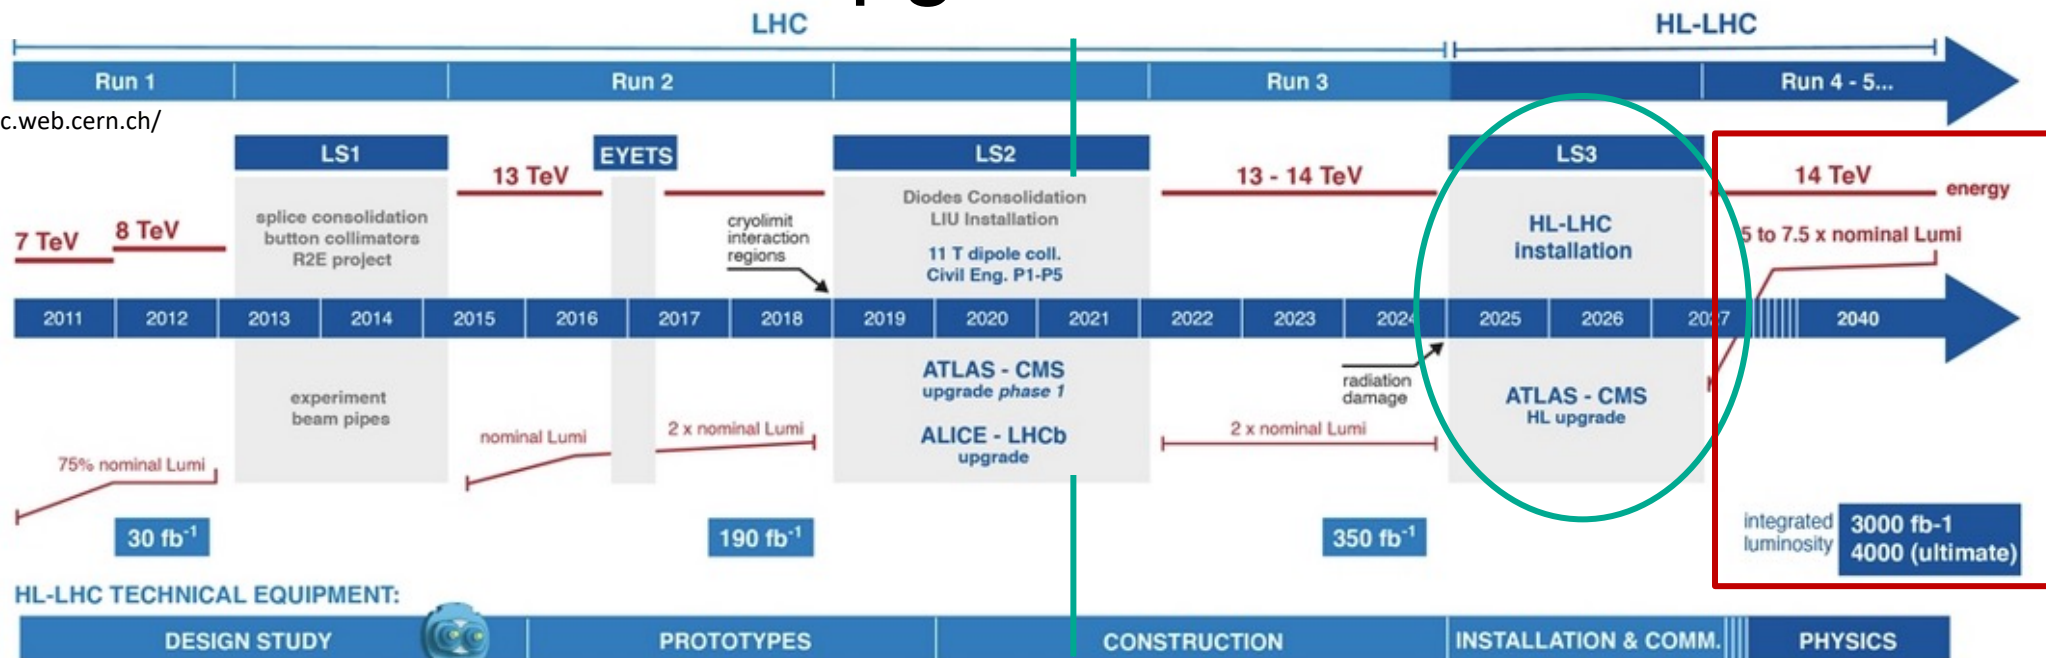 LHC
HL-LHC
Run 1
Run 2
Run 3
Run 4 - 5...
c.web.cern.ch/
LS1
EYETS
LS2
LS3
13 TeV
13 - 14 TeV
14 TeV
energy
7 TeV
8 TeV
splice consolidation
button collimators
R2E project
cryolimit
interaction
regions
Diodes Consolidation
LIU Installation
11 T dipole coll.
Civil Eng. P1-P5
HL-LHC
installation
5 to 7.5 x nominal Lumi
2011 2012 2013 2014 2015 2016 2017 2018 2019 2020 2021 2022 2023 2024 2025 2026 2027 2040
experiment
beam pipes
ATLAS - CMS
upgrade phase 1
ALICE - LHCb
upgrade
radiation
damage
ATLAS - CMS
HL upgrade
75% nominal Lumi
nominal Lumi
2 x nominal Lumi
2 x nominal Lumi
30 fb⁻¹
190 fb⁻¹
350 fb⁻¹
integrated
luminosity
3000 fb-1
4000 (ultimate)
HL-LHC TECHNICAL EQUIPMENT:
DESIGN STUDY
PROTOTYPES
CONSTRUCTION
INSTALLATION & COMM.
PHYSICS